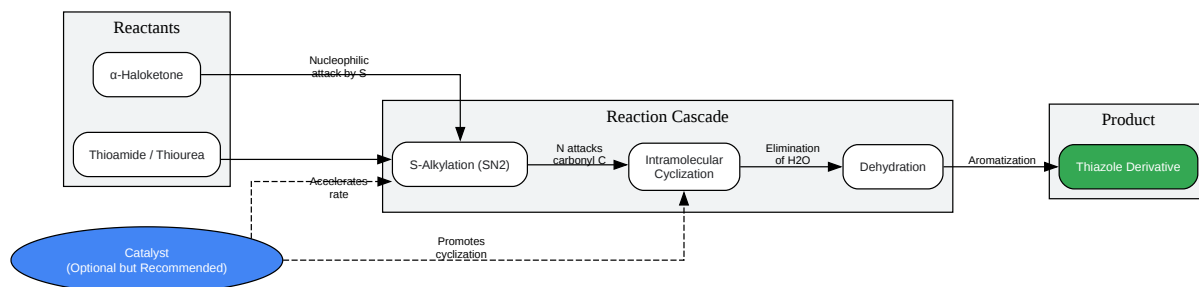 Reactants
α-Haloketone
Nucleophilic
attack by S
Thioamide / Thiourea
Reaction Cascade
S-Alkylation (SN2)
N attacks
carbonyl C
Intramolecular
Cyclization
Elimination
of H2O
Dehydration
Aromatization
Product
Thiazole Derivative
Accelerates
rate
Catalyst
(Optional but Recommended)
Promotes
cyclization